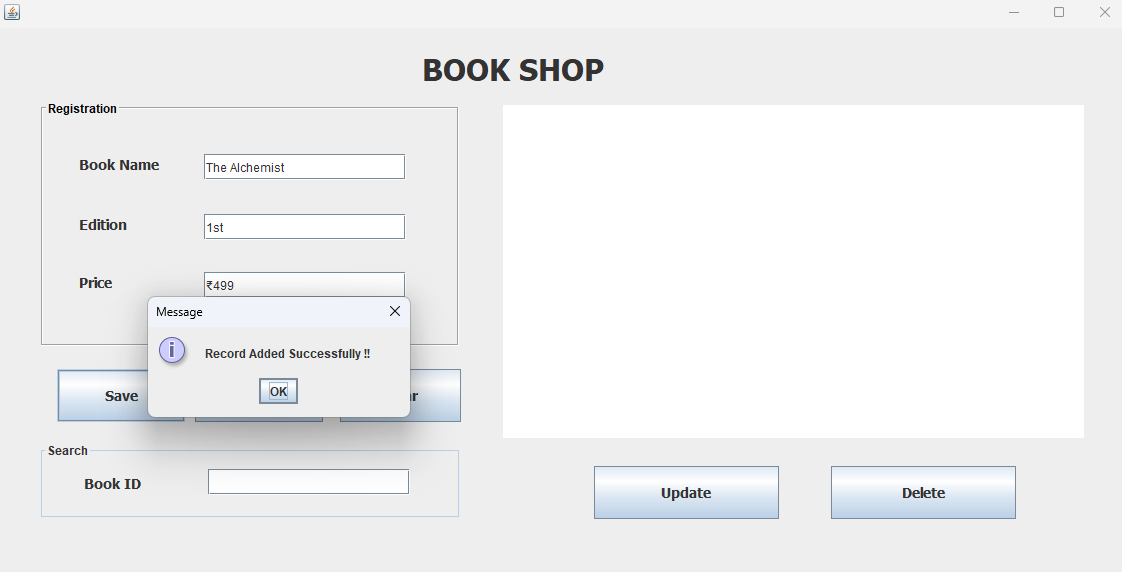 BOOK SHOP
Registration
Book Name
The Alchemist
Edition
1st
Price
₹499
Message
i
Record Added Successfully !!
OK
Save
r
Search
Book ID
Update
Delete